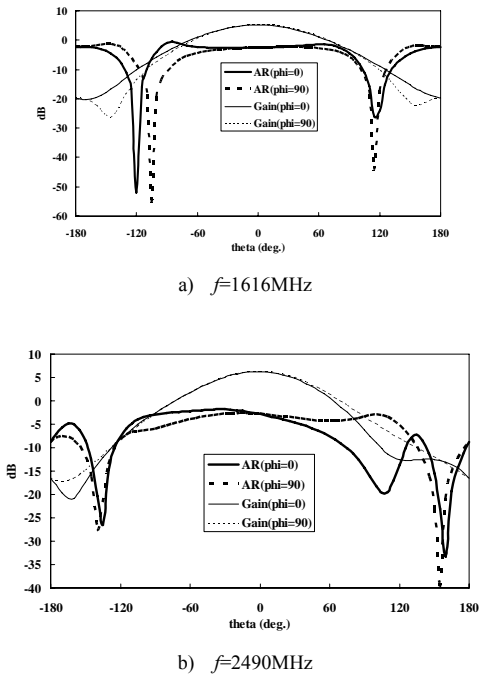 10
0
-10
-20
-30
-40
-50
-60
dB
AR(phi=0)
AR(phi=90)
Gain(phi=0)
Gain(phi=90)
-180 -120 -60 0 60 120 180
theta (deg.)
a) f=1616MHz
10
5
0
-5
-10
-15
-20
-25
-30
-35
-40
dB
AR(phi=0)
AR(phi=90)
Gain(phi=0)
Gain(phi=90)
-180 -120 -60 0 60 120 180
theta (deg.)
b) f=2490MHz